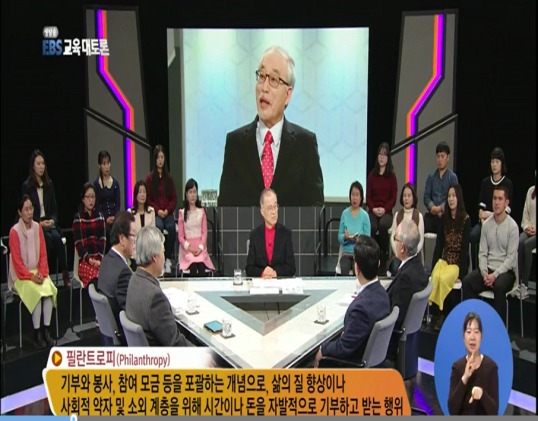 생방송
EBS 교육 대토론
필란트로피(Philanthropy)
기부와 봉사, 참여 모금 등을 포괄하는 개념으로, 삶의 질 향상이나
사회적 약자 및 소외 계층을 위해 시간이나 돈을 자발적으로 기부하고 받는 행위